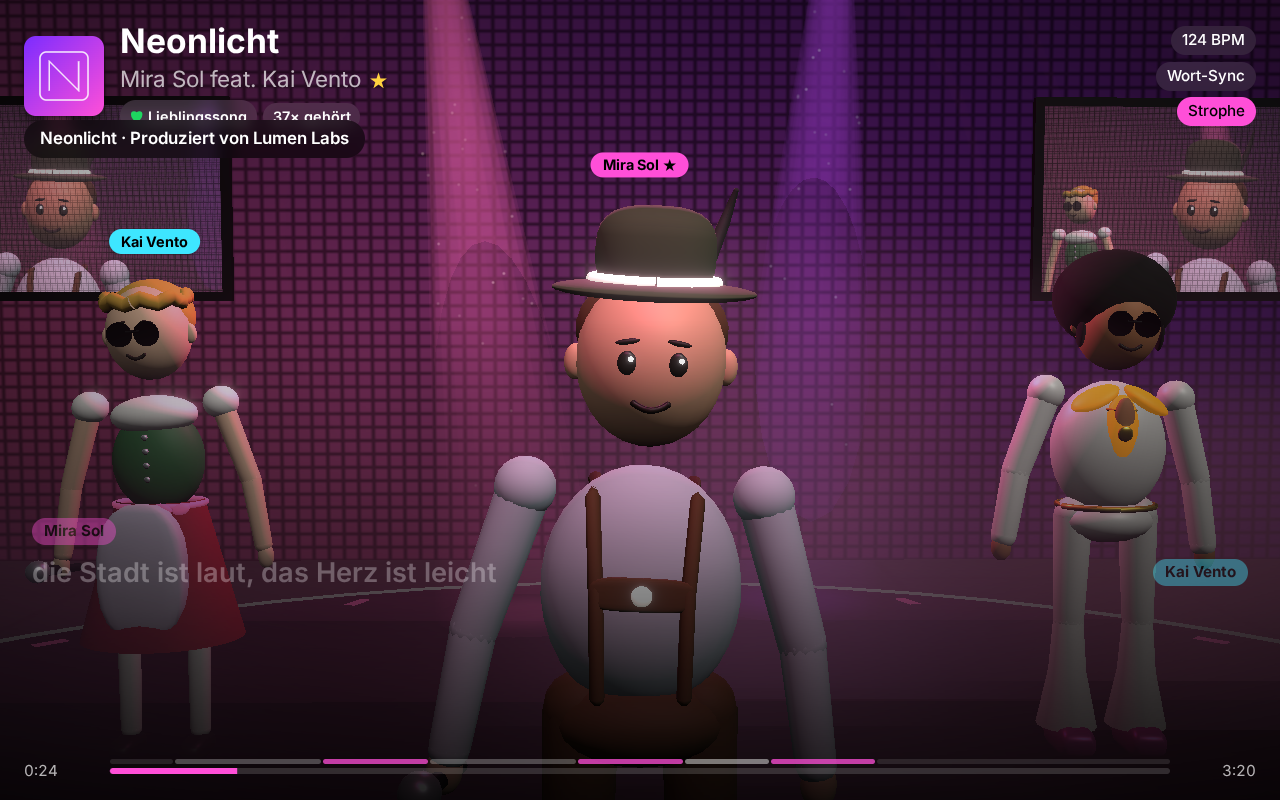 N
Neonlicht
Mira Sol feat. Kai Vento ★
Lieblingssong
37× gehört
Neonlicht · Produziert von Lumen Labs
124 BPM
Wort-Sync
Strophe
Mira Sol ★
Kai Vento
Mira Sol
die Stadt ist laut, das Herz ist leicht
Kai Vento
0:24
3:20